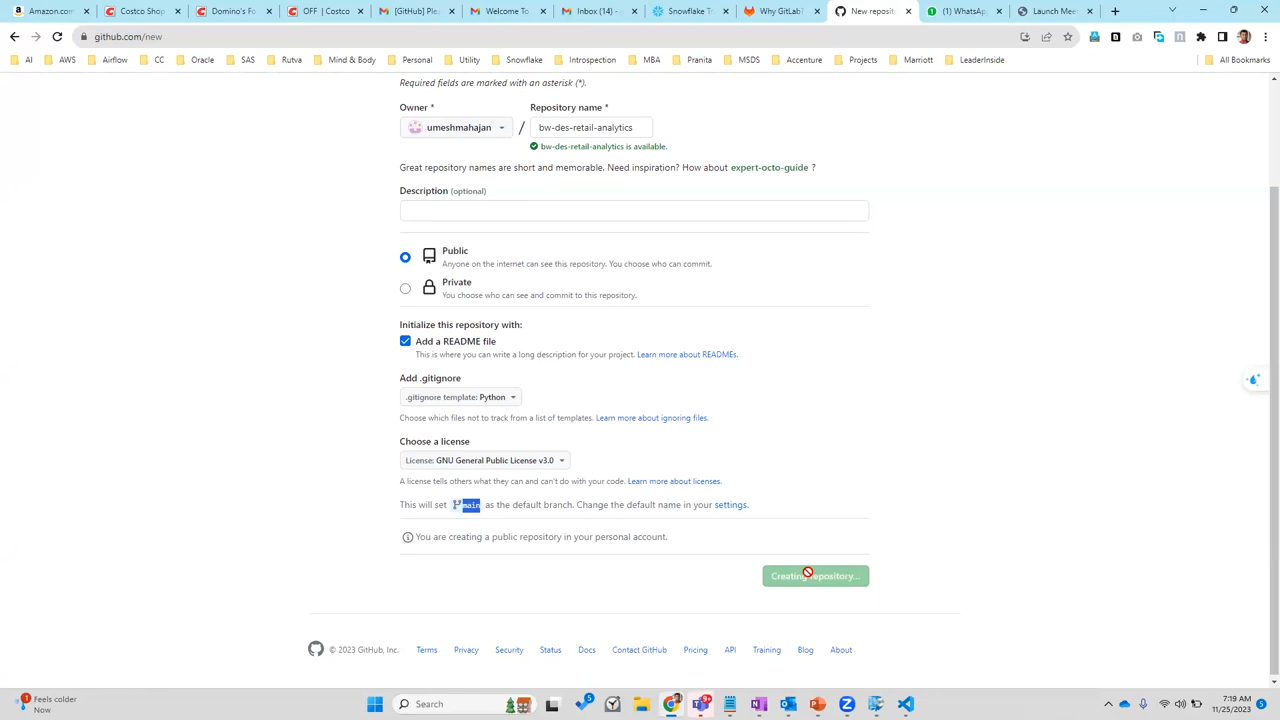 Amazon.com
Costco Shop
Domino's Fo
OFF | Costco
[GitHub] Ple
Welcome To
Inbox (14) -
Snowflake Tr
Why GitLab?
New reposit
(1) WhatsApp
Launch Mee
github.com/new
AI AWS Airflow CC Oracle SAS Rutva Mind & Body Personal Utility Snowflake Introspection MBA Pranita MSDS Accenture Projects Marriott LeaderInside All Bookmarks
Required fields are marked with an asterisk (*).
Owner * Repository name *
umeshmahajan / bw-des-retail-analytics
bw-des-retail-analytics is available.
Great repository names are short and memorable. Need inspiration? How about expert-octo-guide ?
Description (optional)
Public
Anyone on the internet can see this repository. You choose who can commit.
Private
You choose who can see and commit to this repository.
Initialize this repository with:
Add a README file
This is where you can write a long description for your project. Learn more about READMEs.
Add .gitignore
.gitignore template: Python
Choose which files not to track from a list of templates. Learn more about ignoring files.
Choose a license
License: GNU General Public License v3.0
A license tells others what they can and can't do with your code. Learn more about licenses.
This will set main as the default branch. Change the default name in your settings.
You are creating a public repository in your personal account.
Creating repository...
© 2023 GitHub, Inc. Terms Privacy Security Status Docs Contact GitHub Pricing API Training Blog About
1 Feels colder
Now
Search
5
9+
7:19 AM
11/25/2023
5